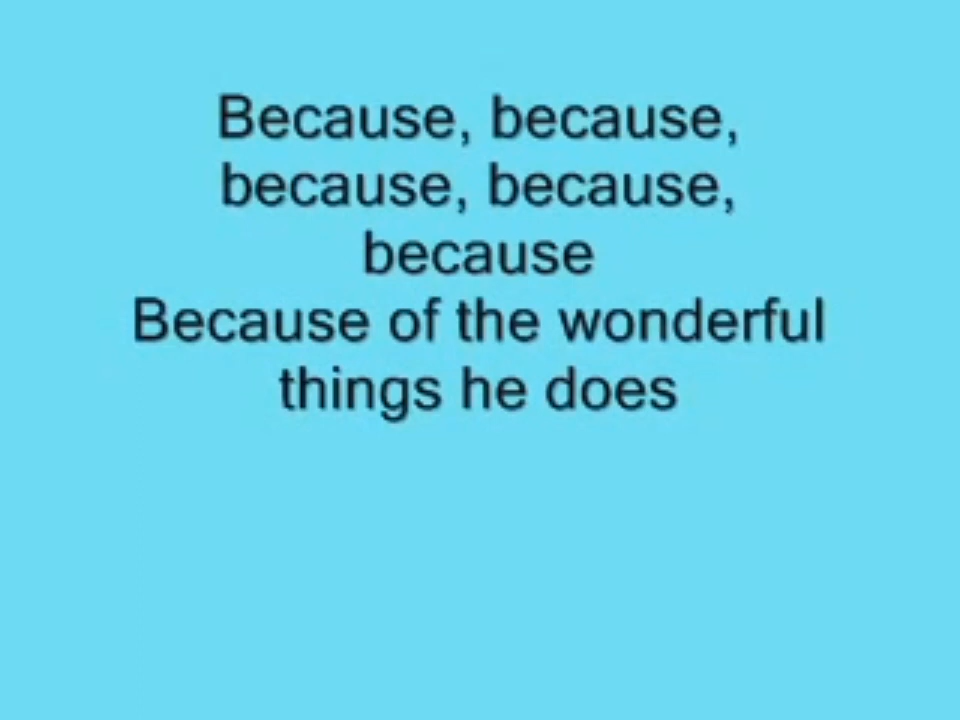 Because, because,
because, because,
because
Because of the wonderful
things he does